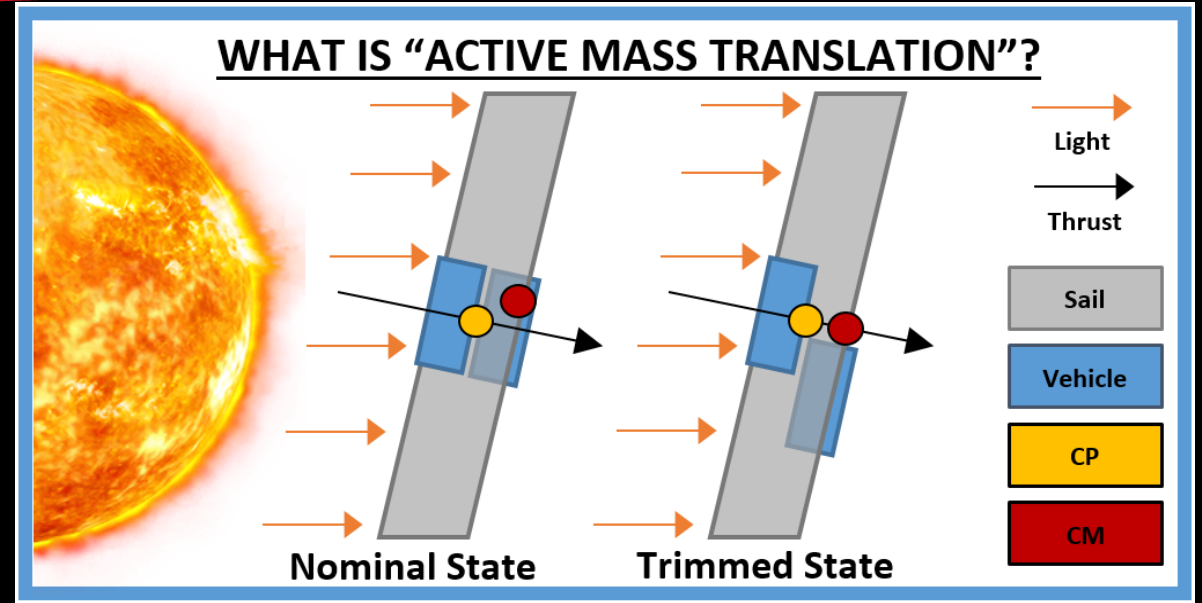 WHAT IS “ACTIVE MASS TRANSLATION”?
Light
Thrust
Sail
Vehicle
CP
CM
Nominal State
Trimmed State